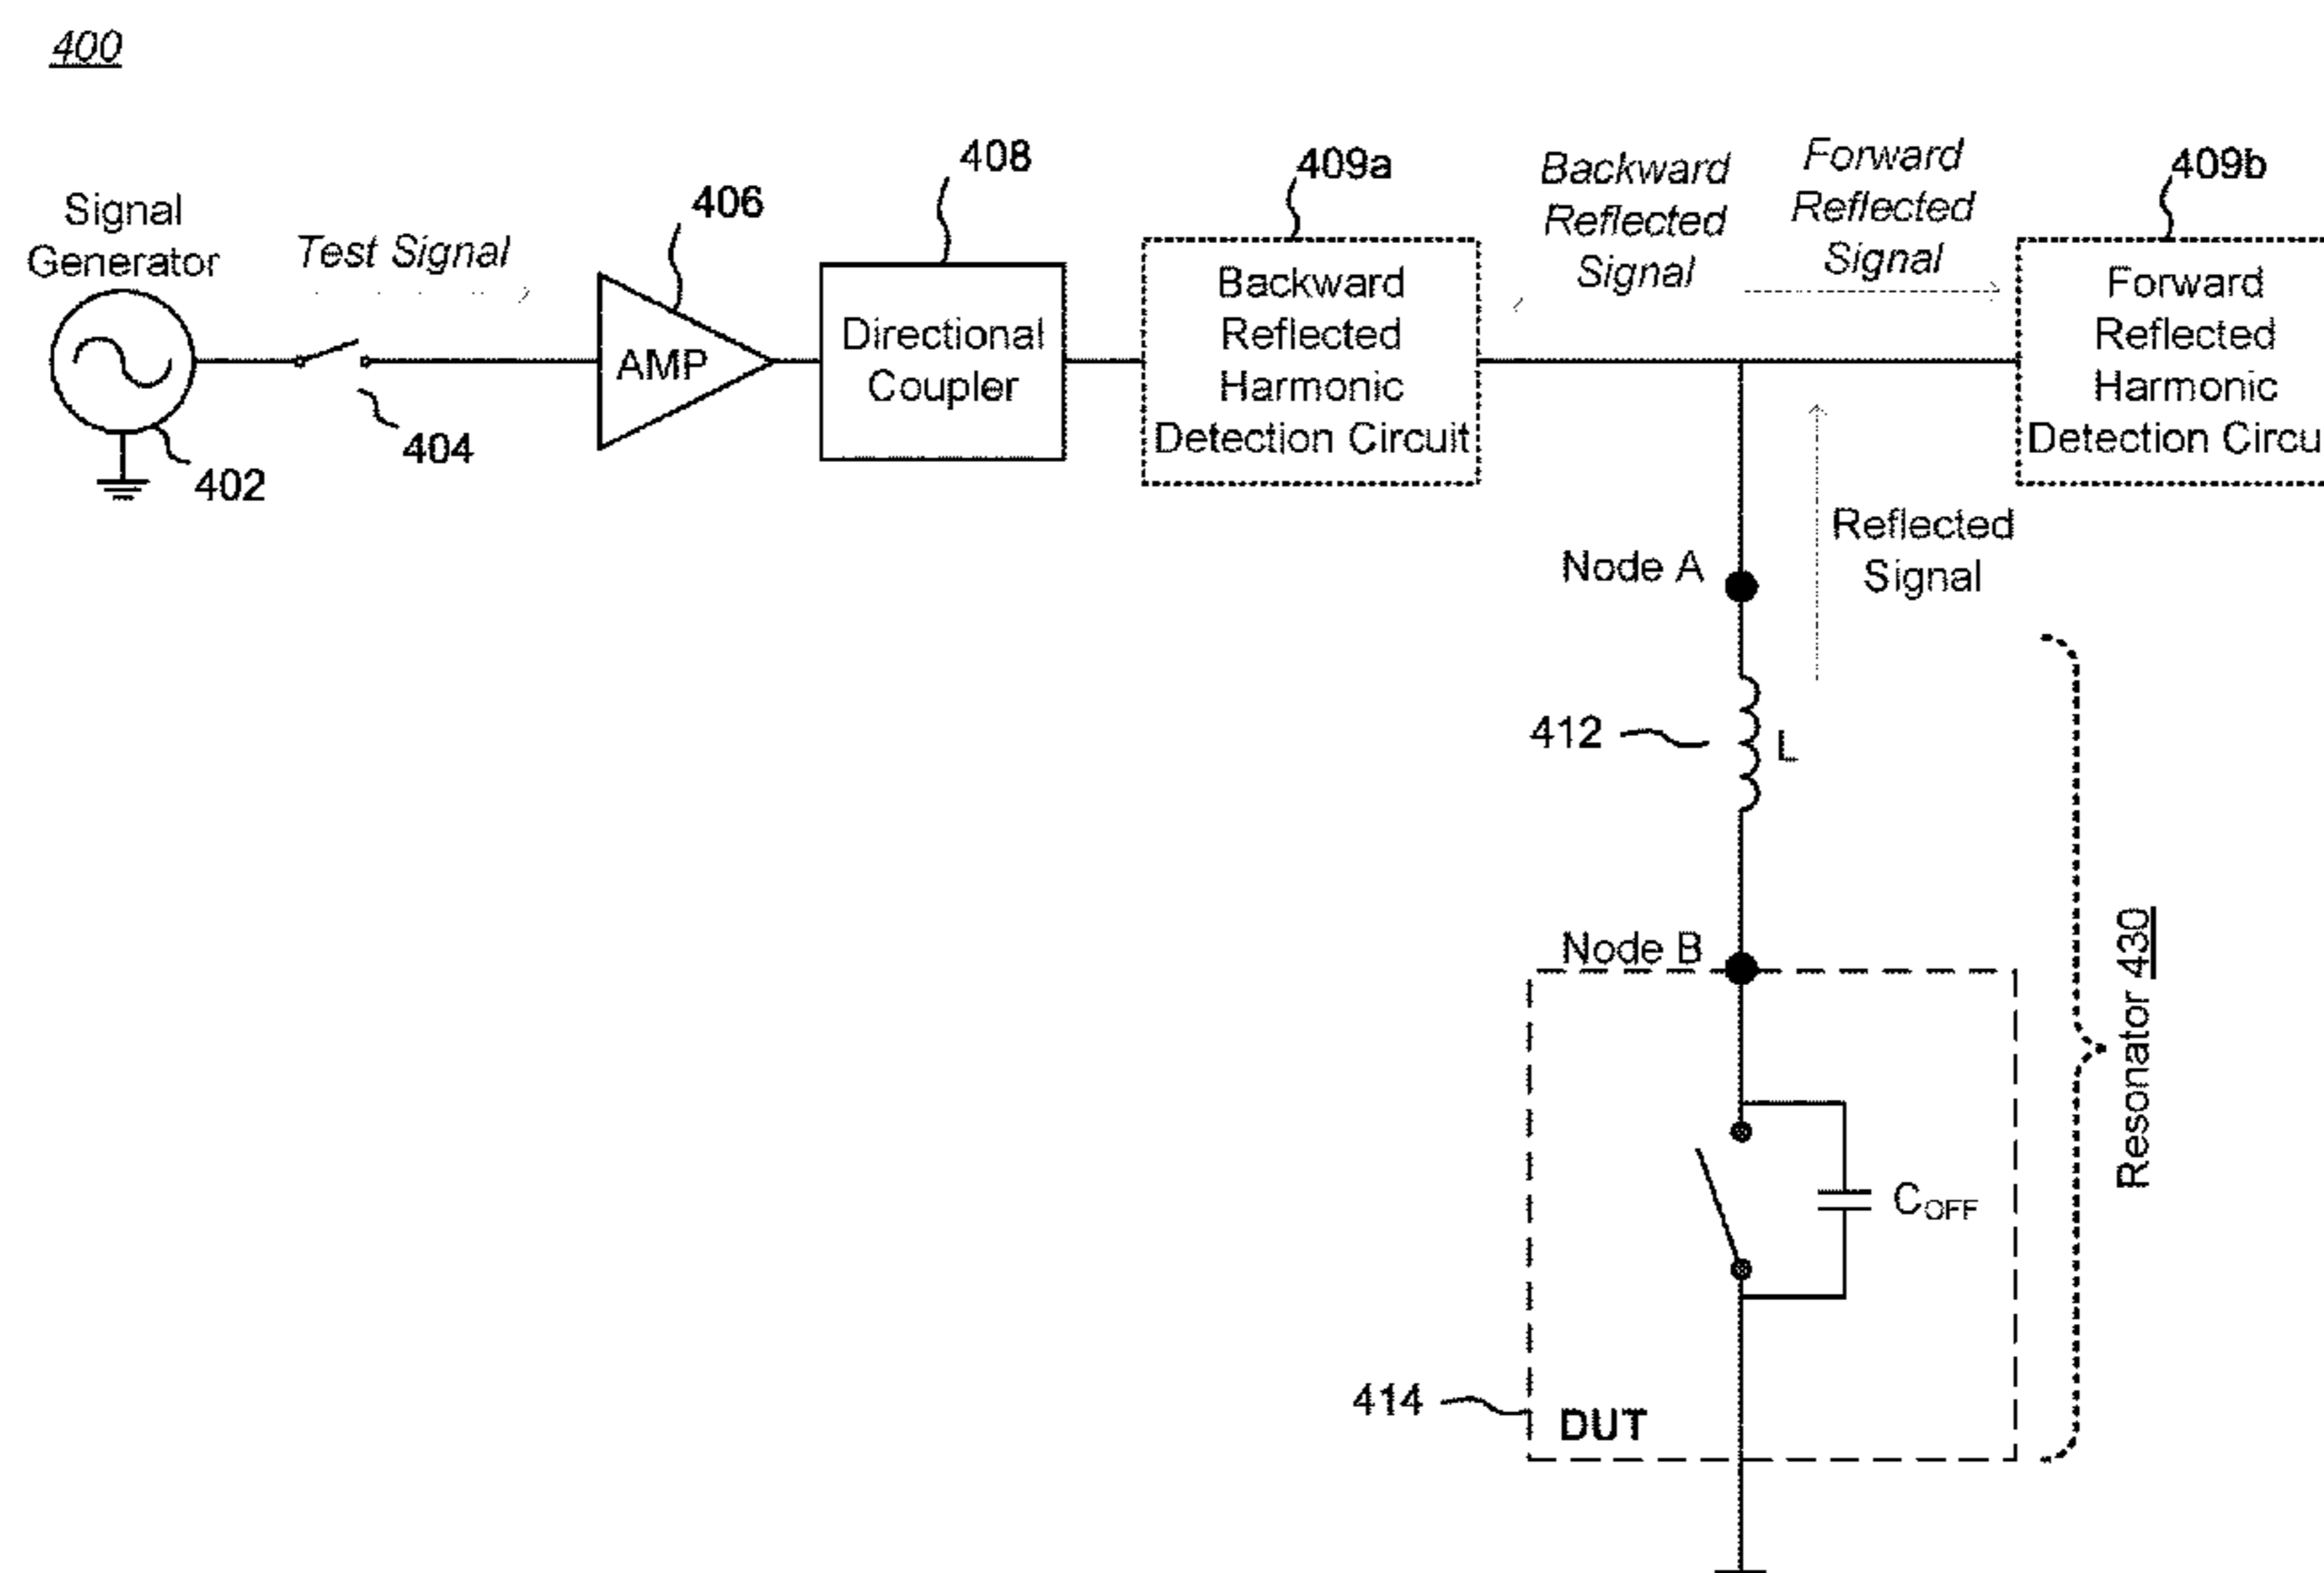 400
408
409a
Backward
Reflected
Signal
Forward
Reflected
Signal
409b
Signal
Generator
Test Signal
406
AMP
Directional
Coupler
Backward
Reflected
Harmonic
Detection Circuit
Forward
Reflected
Harmonic
Detection Circu
404
402
Reflected
Signal
Node A
412
L
Node B
Resonator 430
COFF
414
DUT